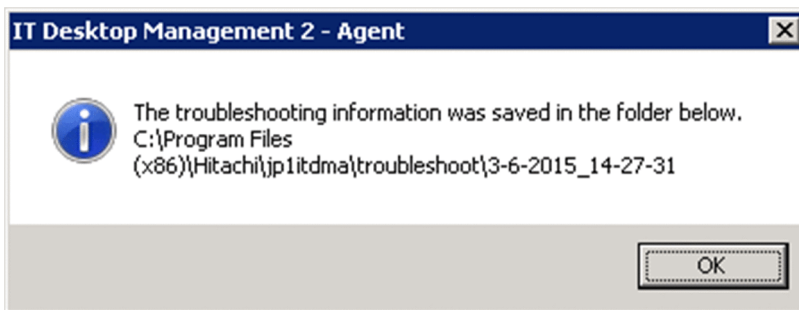 IT Desktop Management 2 - Agent
The troubleshooting information was saved in the folder below.
C:\Program Files
(x86)\Hitachi\jp1itdma\troubleshoot\3-6-2015_14-27-31
OK